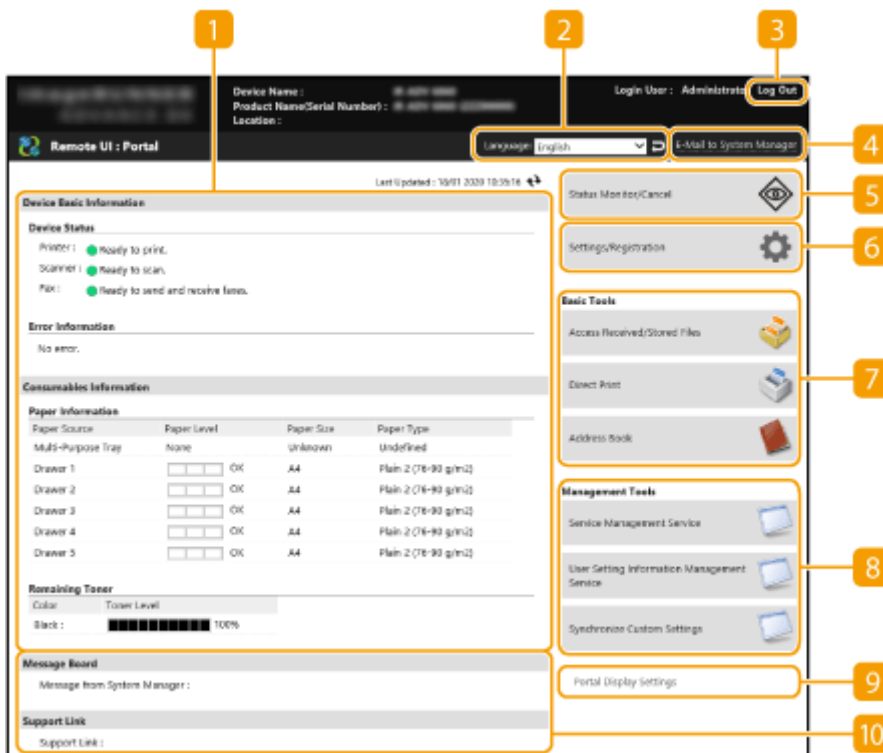 1
2
3
Device Name :
Product Name(Serial Number) :
Location :
Login User : Administrato Log Out
Remote UI : Portal
Language: English
E-Mail to System Manager
4
Last Updated : 16/01 2020 10:35:16
Device Basic Information
Device Status
Printer : Ready to print.
Scanner : Ready to scan.
Fax : Ready to send and receive faxes.
Error Information
No error.
Consumables Information
Paper Information
Paper Source Paper Level Paper Size Paper Type
Multi-Purpose Tray None Unknown Undefined
Drawer 1 OK A4 Plain 2 (76-90 g/m2)
Drawer 2 OK A4 Plain 2 (76-90 g/m2)
Drawer 3 OK A4 Plain 2 (76-90 g/m2)
Drawer 4 OK A4 Plain 2 (76-90 g/m2)
Drawer 5 OK A4 Plain 2 (76-90 g/m2)
Remaining Toner
Color Toner Level
Black : 100%
Message Board
Message from System Manager :
Support Link
Support Link :
Status Monitor/Cancel
5
Settings/Registration
6
Basic Tools
Access Received/Stored Files
Direct Print
7
Address Book
Management Tools
Service Management Service
User Setting Information Management
Service
8
Synchronize Custom Settings
Portal Display Settings
9
10